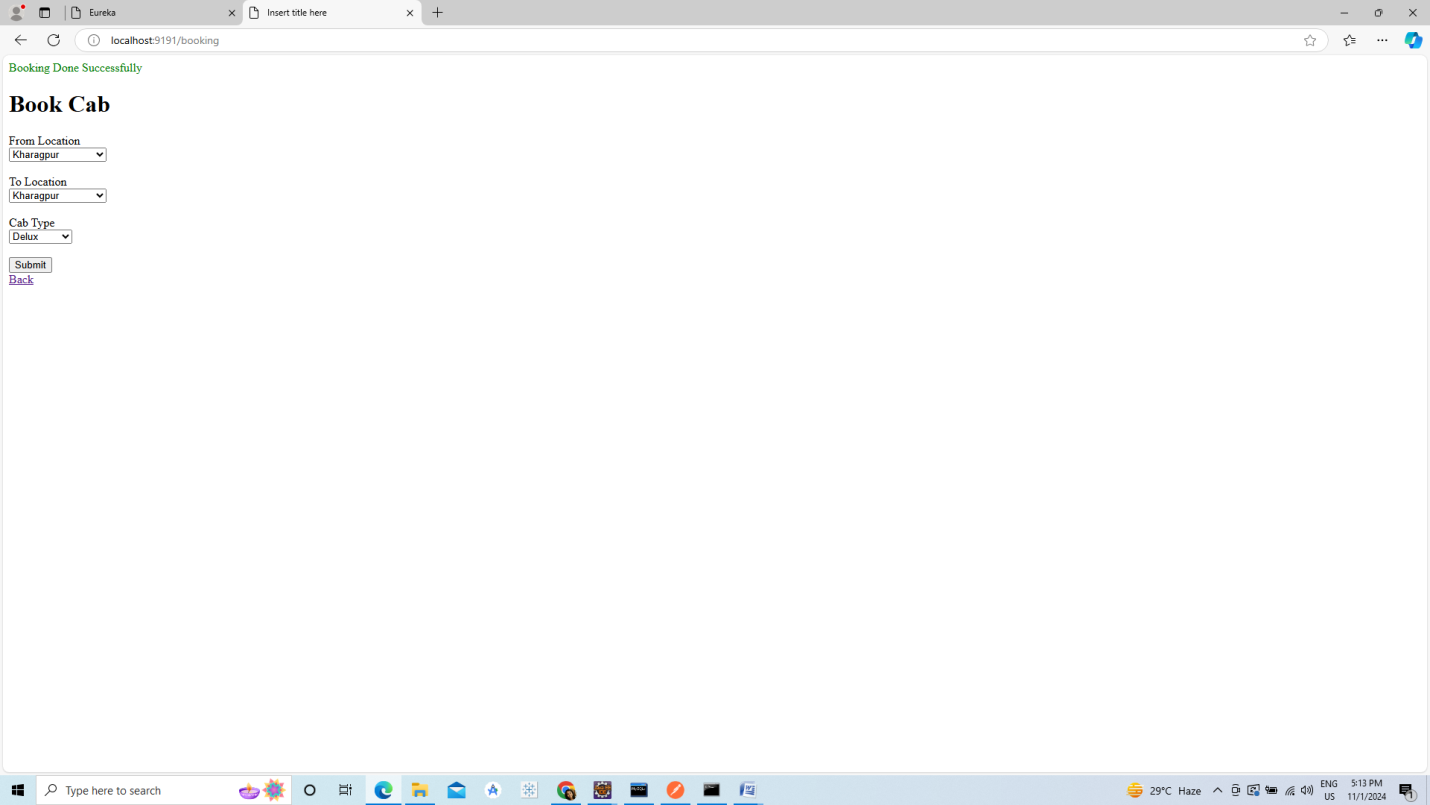 Eureka
Insert title here
localhost:9191/booking
Booking Done Successfully
Book Cab
From Location
Kharagpur
To Location
Kharagpur
Cab Type
Delux
Submit
Back
Type here to search
29°C Haze
ENG
US
5:13 PM
11/1/2024
1